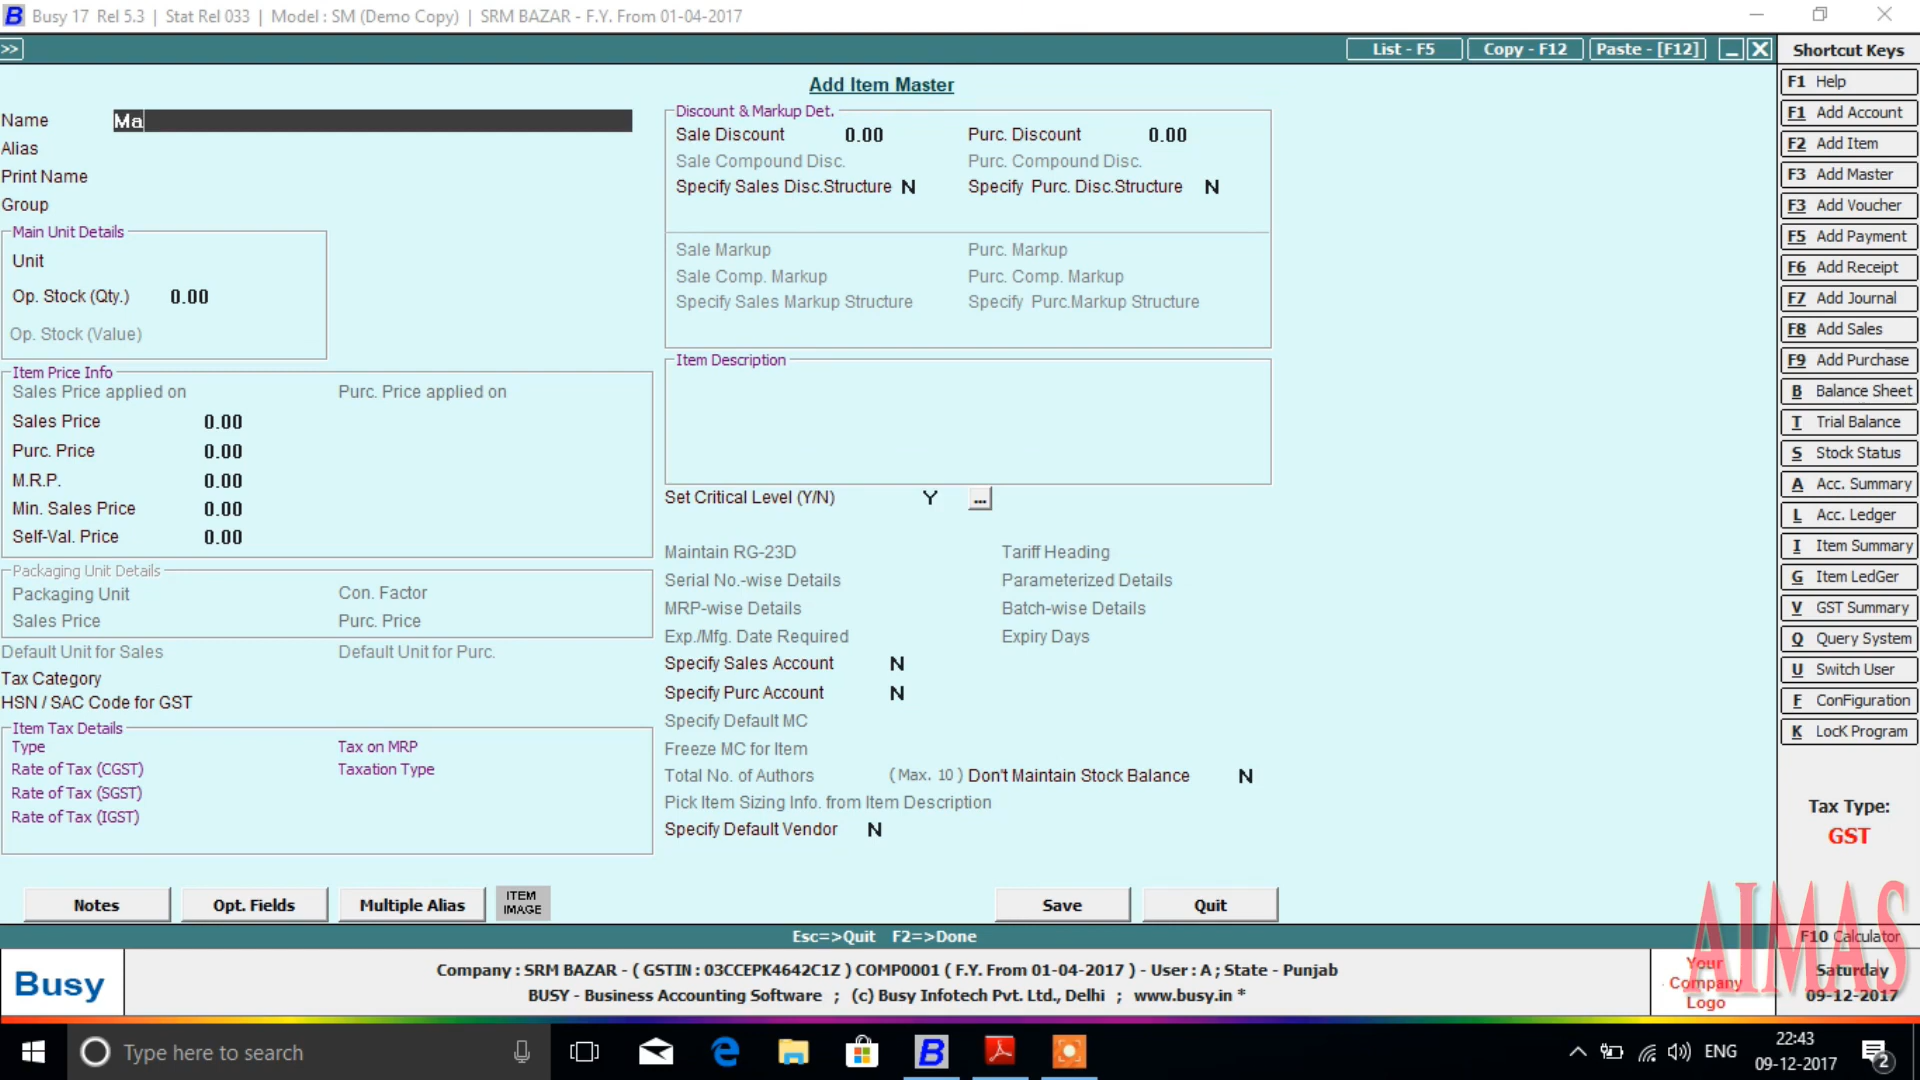 Busy 17 Rel 5.3 | Stat Rel 033 | Model : SM (Demo Copy) | SRM BAZAR - F.Y. From 01-04-2017
>> List - F5 Copy - F12 Paste - [F12]
Add Item Master
Name Ma
Alias
Print Name
Group
Main Unit Details
Unit
Op. Stock (Qty.) 0.00
Op. Stock (Value)
Item Price Info
Sales Price applied on Purc. Price applied on
Sales Price 0.00
Purc. Price 0.00
M.R.P. 0.00
Min. Sales Price 0.00
Self-Val. Price 0.00
Packaging Unit Details
Packaging Unit Con. Factor
Sales Price Purc. Price
Default Unit for Sales Default Unit for Purc.
Tax Category
HSN / SAC Code for GST
Item Tax Details
Type Tax on MRP
Rate of Tax (CGST) Taxation Type
Rate of Tax (SGST)
Rate of Tax (IGST)
Discount & Markup Det.
Sale Discount 0.00 Purc. Discount 0.00
Sale Compound Disc. Purc. Compound Disc.
Specify Sales Disc.Structure N Specify Purc. Disc.Structure N
Sale Markup Purc. Markup
Sale Comp. Markup Purc. Comp. Markup
Specify Sales Markup Structure Specify Purc.Markup Structure
Item Description
Set Critical Level (Y/N) Y ...
Maintain RG-23D Tariff Heading
Serial No.-wise Details Parameterized Details
MRP-wise Details Batch-wise Details
Exp./Mfg. Date Required Expiry Days
Specify Sales Account N
Specify Purc Account N
Specify Default MC
Freeze MC for Item
Total No. of Authors ( Max. 10 ) Don't Maintain Stock Balance N
Pick Item Sizing Info. from Item Description
Specify Default Vendor N
Notes Opt. Fields Multiple Alias ITEM IMAGE Save Quit
Esc=>Quit F2=>Done
Shortcut Keys
F1 Help
F1 Add Account
F2 Add Item
F3 Add Master
F3 Add Voucher
F5 Add Payment
F6 Add Receipt
F7 Add Journal
F8 Add Sales
F9 Add Purchase
B Balance Sheet
T Trial Balance
S Stock Status
A Acc. Summary
L Acc. Ledger
I Item Summary
G Item LedGer
V GST Summary
Q Query System
U Switch User
F ConFiguration
K LocK Program
Tax Type:
GST
AIMAS
F10 Calculator
Busy
Company : SRM BAZAR - ( GSTIN : 03CCEPK4642C1Z ) COMP0001 ( F.Y. From 01-04-2017 ) - User : A ; State - Punjab
BUSY - Business Accounting Software ; (c) Busy Infotech Pvt. Ltd., Delhi ; www.busy.in *
Your
Company
Logo
Saturday
09-12-2017
Type here to search
ENG
22:43
09-12-2017
2